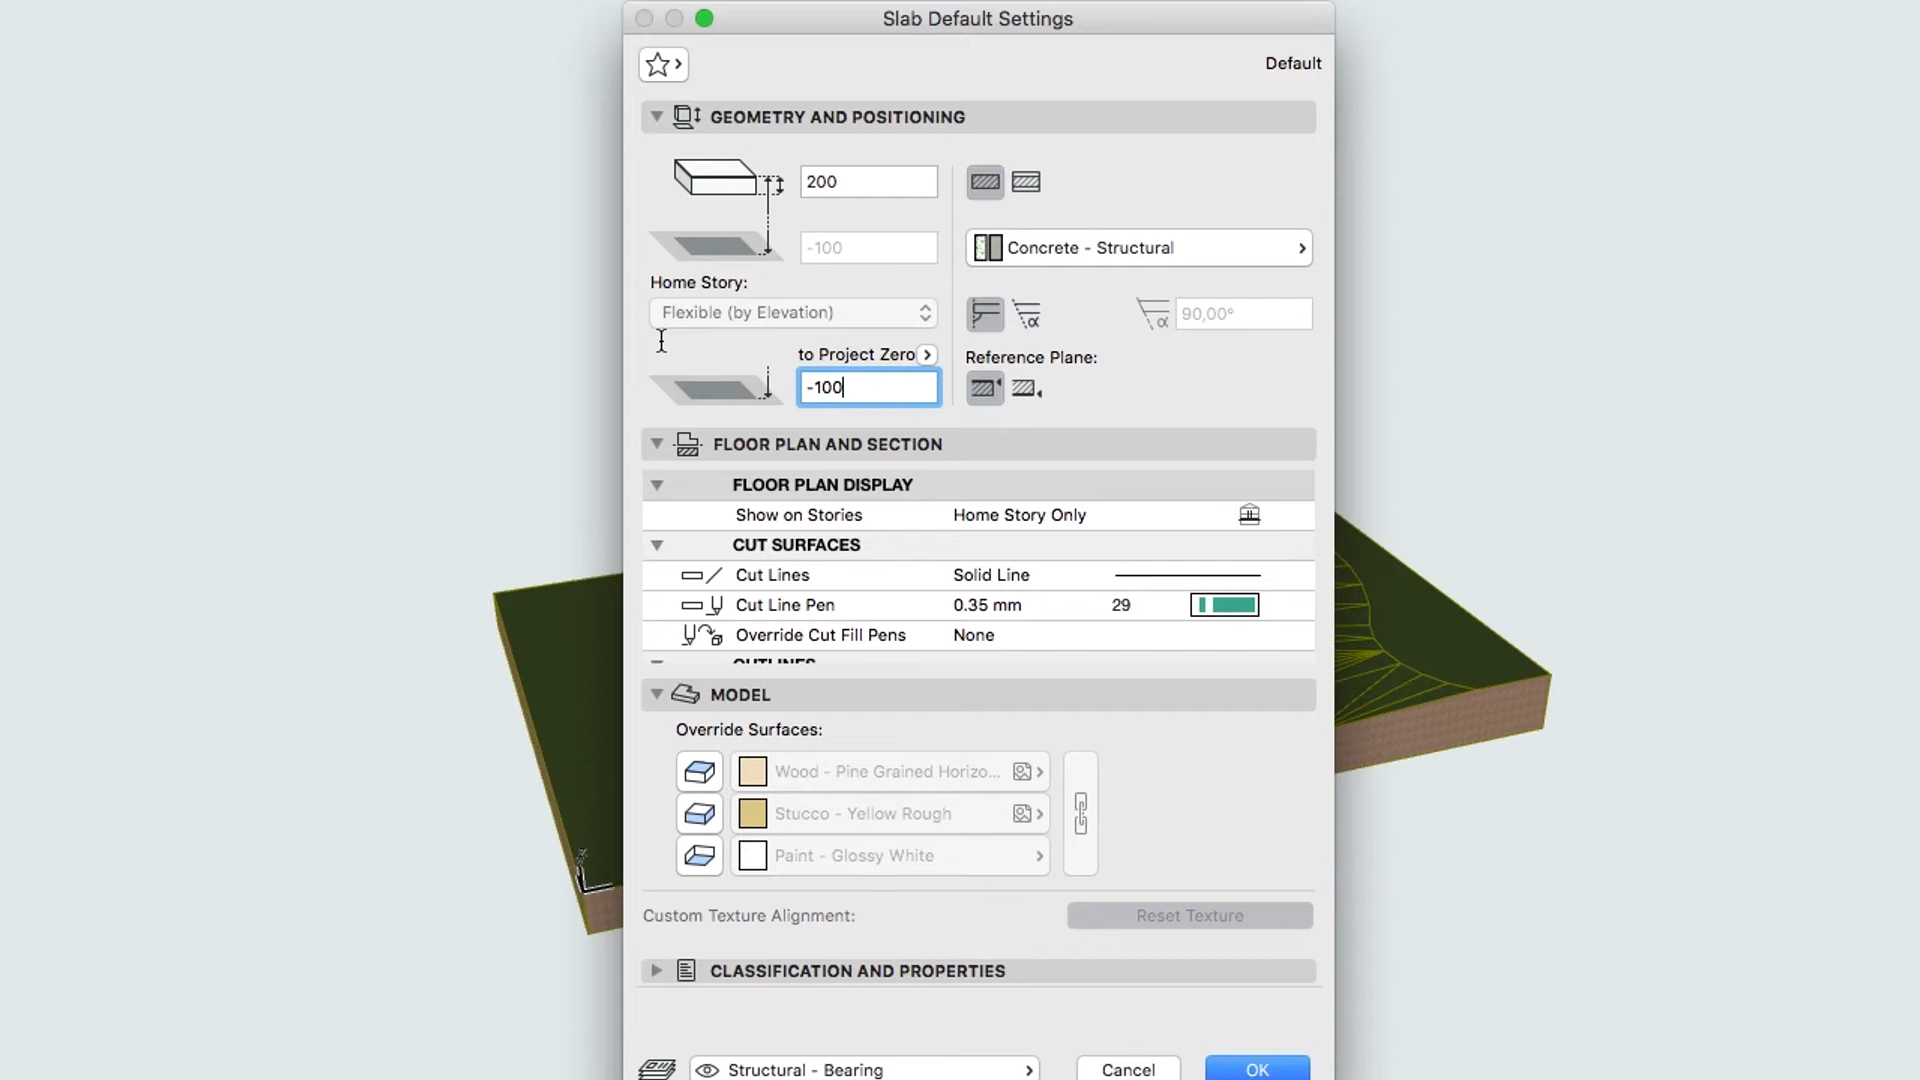 Slab Default Settings
Default
GEOMETRY AND POSITIONING
200
-100
Concrete - Structural
Home Story:
Flexible (by Elevation)
α
α
90,00°
to Project Zero
Reference Plane:
-100
FLOOR PLAN AND SECTION
FLOOR PLAN DISPLAY
Show on Stories Home Story Only
CUT SURFACES
Cut Lines Solid Line
Cut Line Pen 0.35 mm 29
Override Cut Fill Pens None
OUTLINES
MODEL
Override Surfaces:
Wood - Pine Grained Horizo...
Stucco - Yellow Rough
Paint - Glossy White
Custom Texture Alignment: Reset Texture
CLASSIFICATION AND PROPERTIES
Structural - Bearing Cancel OK